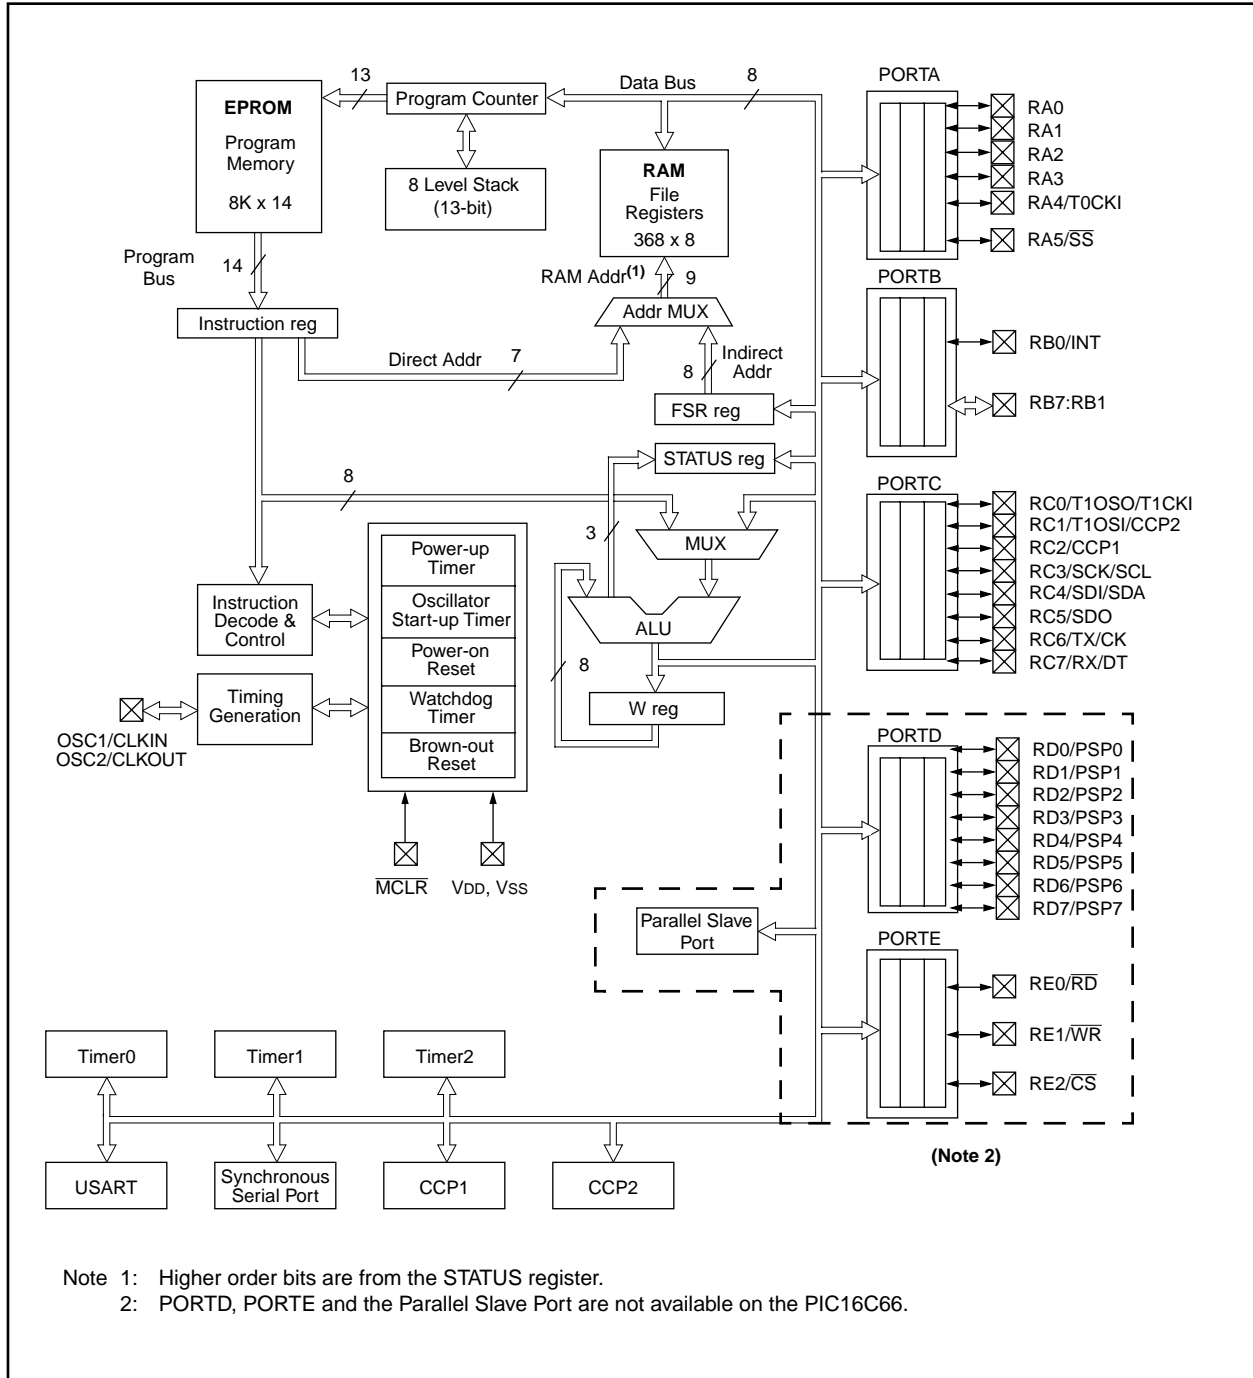 13
Data Bus
8
PORTA
EPROM
Program
Memory
8K x 14
Program Counter
8 Level Stack
(13-bit)
RAM
File
Registers
368 x 8
RA0
RA1
RA2
RA3
RA4/T0CKI
RA5/S̅S̅
Program
Bus
14
RAM Addr(1)
9
PORTB
Instruction reg
Addr MUX
Direct Addr
7
8
Indirect
Addr
RB0/INT
RB7:RB1
FSR reg
STATUS reg
8
3
MUX
PORTC
RC0/T1OSO/T1CKI
RC1/T1OSI/CCP2
RC2/CCP1
RC3/SCK/SCL
RC4/SDI/SDA
RC5/SDO
RC6/TX/CK
RC7/RX/DT
Power-up
Timer
Oscillator
Start-up Timer
Power-on
Reset
Watchdog
Timer
Brown-out
Reset
Instruction
Decode &
Control
ALU
8
W reg
Timing
Generation
OSC1/CLKIN
OSC2/CLKOUT
M̅C̅L̅R̅
VDD, VSS
PORTD
RD0/PSP0
RD1/PSP1
RD2/PSP2
RD3/PSP3
RD4/PSP4
RD5/PSP5
RD6/PSP6
RD7/PSP7
Parallel Slave
Port
PORTE
RE0/R̅D̅
RE1/W̅R̅
RE2/C̅S̅
(Note 2)
Timer0
Timer1
Timer2
USART
Synchronous
Serial Port
CCP1
CCP2
Note 1: Higher order bits are from the STATUS register.
2: PORTD, PORTE and the Parallel Slave Port are not available on the PIC16C66.